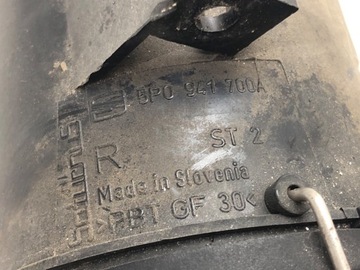 8P0 941 700A
R
ST 2
Made in Slovenia
>PBT GF 30<